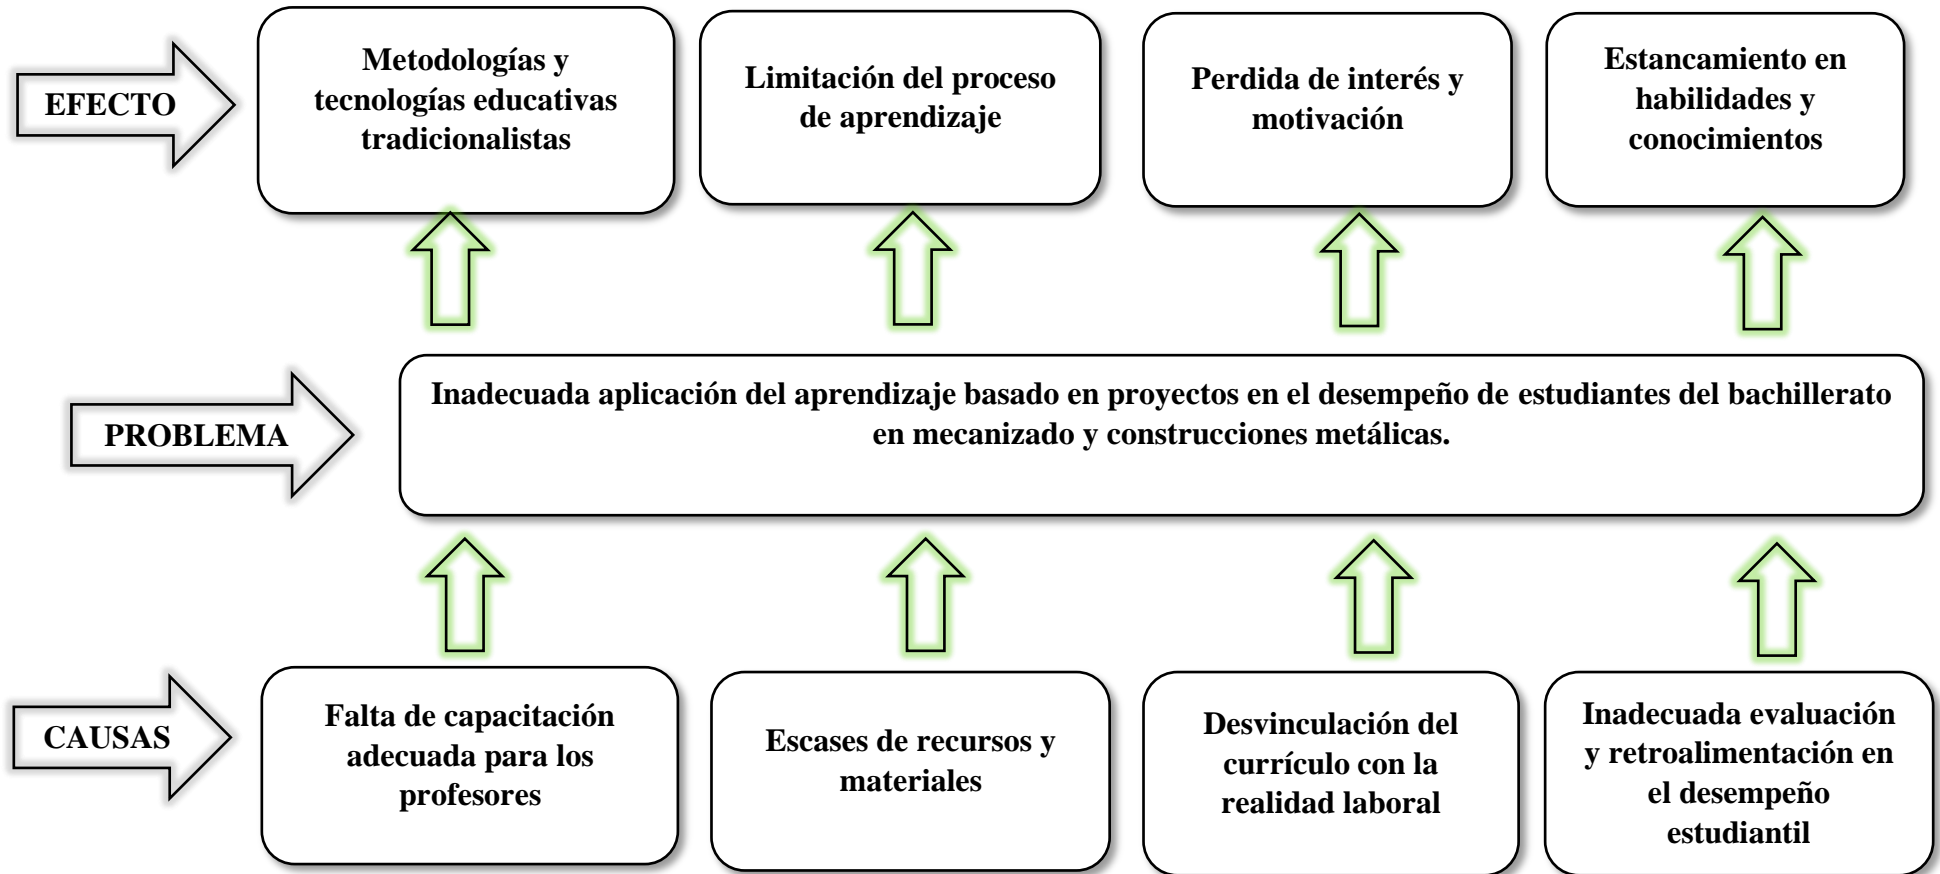 EFECTO
Metodologías y
tecnologías educativas
tradicionalistas
Limitación del proceso
de aprendizaje
Perdida de interés y
motivación
Estancamiento en
habilidades y
conocimientos
PROBLEMA
Inadecuada aplicación del aprendizaje basado en proyectos en el desempeño de estudiantes del bachillerato
en mecanizado y construcciones metálicas.
CAUSAS
Falta de capacitación
adecuada para los
profesores
Escases de recursos y
materiales
Desvinculación del
currículo con la
realidad laboral
Inadecuada evaluación
y retroalimentación en
el desempeño
estudiantil